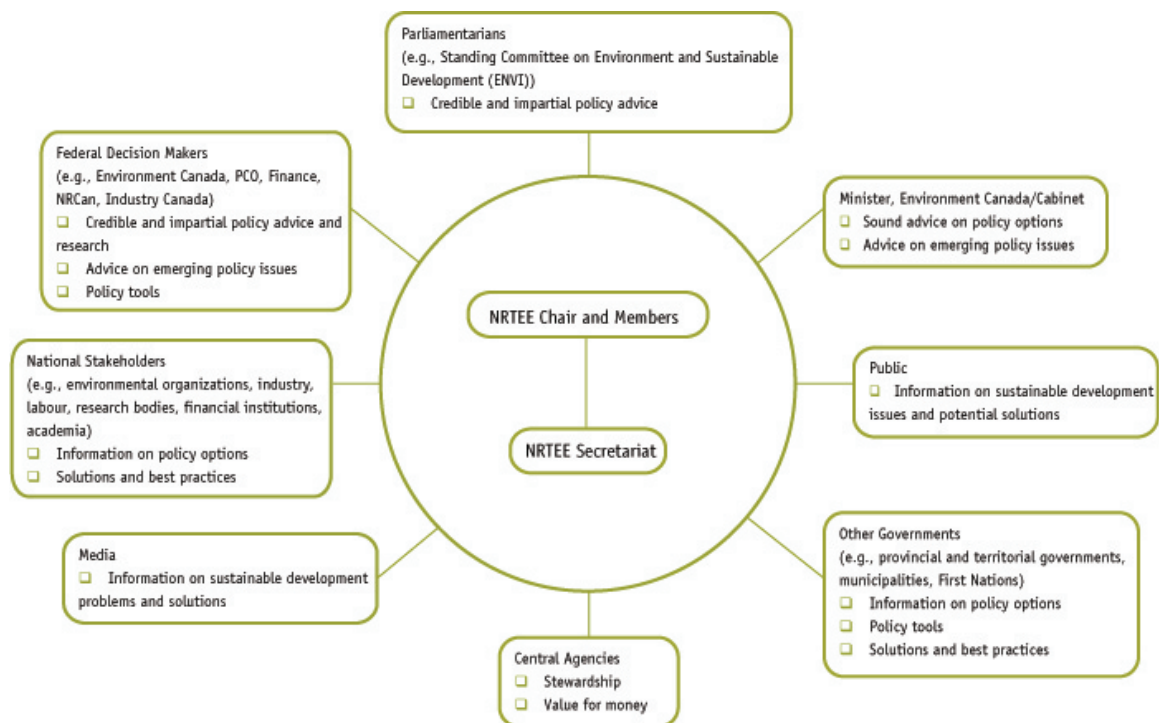 Parliamentarians
(e.g., Standing Committee on Environment and Sustainable
Development (ENVI))
❑ Credible and impartial policy advice
Federal Decision Makers
(e.g., Environment Canada, PCO, Finance,
NRCan, Industry Canada)
❑ Credible and impartial policy advice and
research
❑ Advice on emerging policy issues
❑ Policy tools
Minister, Environment Canada/Cabinet
❑ Sound advice on policy options
❑ Advice on emerging policy issues
NRTEE Chair and Members
NRTEE Secretariat
National Stakeholders
(e.g., environmental organizations, industry,
labour, research bodies, financial institutions,
academia)
❑ Information on policy options
❑ Solutions and best practices
Public
❑ Information on sustainable development
issues and potential solutions
Media
❑ Information on sustainable development
problems and solutions
Other Governments
(e.g., provincial and territorial governments,
municipalities, First Nations)
❑ Information on policy options
❑ Policy tools
❑ Solutions and best practices
Central Agencies
❑ Stewardship
❑ Value for money